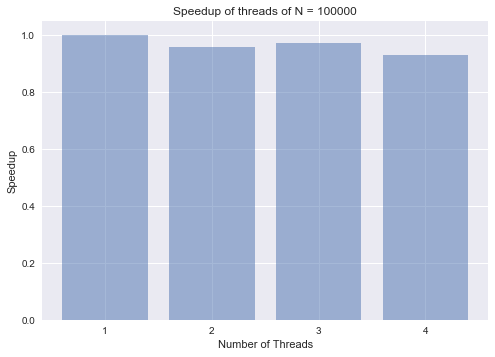 Speedup of threads of N = 100000
1.0
0.8
0.6
0.4
0.2
0.0
Speedup
1 2 3 4
Number of Threads